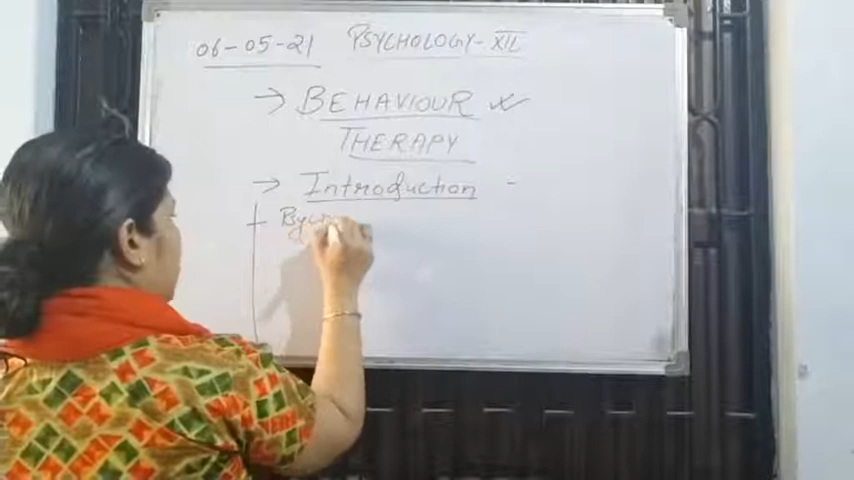 06-05-21 PSYCHOLOGY-XII
→ BEHAVIOUR
THERAPY
→ Introduction -